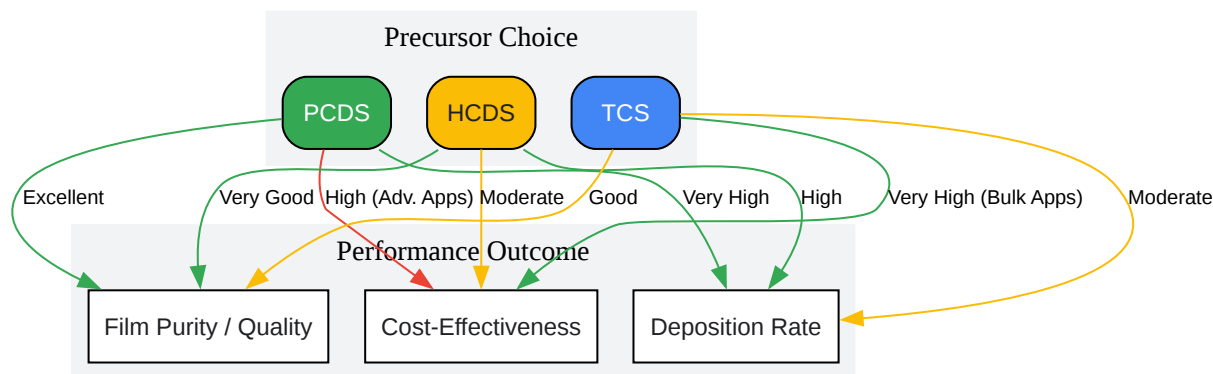 Precursor Choice
PCDS
HCDS
TCS
Excellent
Very Good
High (Adv. Apps)
Moderate
Good
Very High
High
Very High (Bulk Apps)
Moderate
Performance Outcome
Film Purity / Quality
Cost-Effectiveness
Deposition Rate